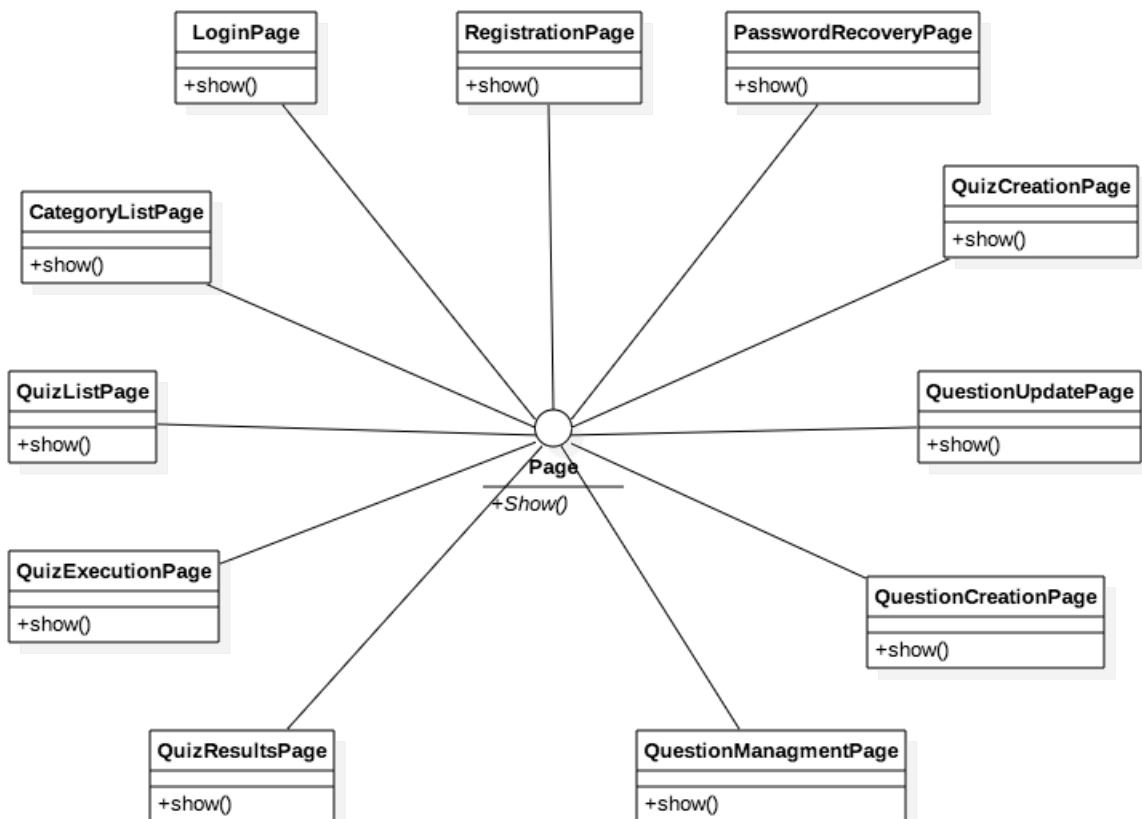 LoginPage
+show()
RegistrationPage
+show()
PasswordRecoveryPage
+show()
QuizCreationPage
+show()
CategoryListPage
+show()
QuizListPage
+show()
QuestionUpdatePage
+show()
Page
+Show()
QuizExecutionPage
+show()
QuestionCreationPage
+show()
QuizResultsPage
+show()
QuestionManagmentPage
+show()